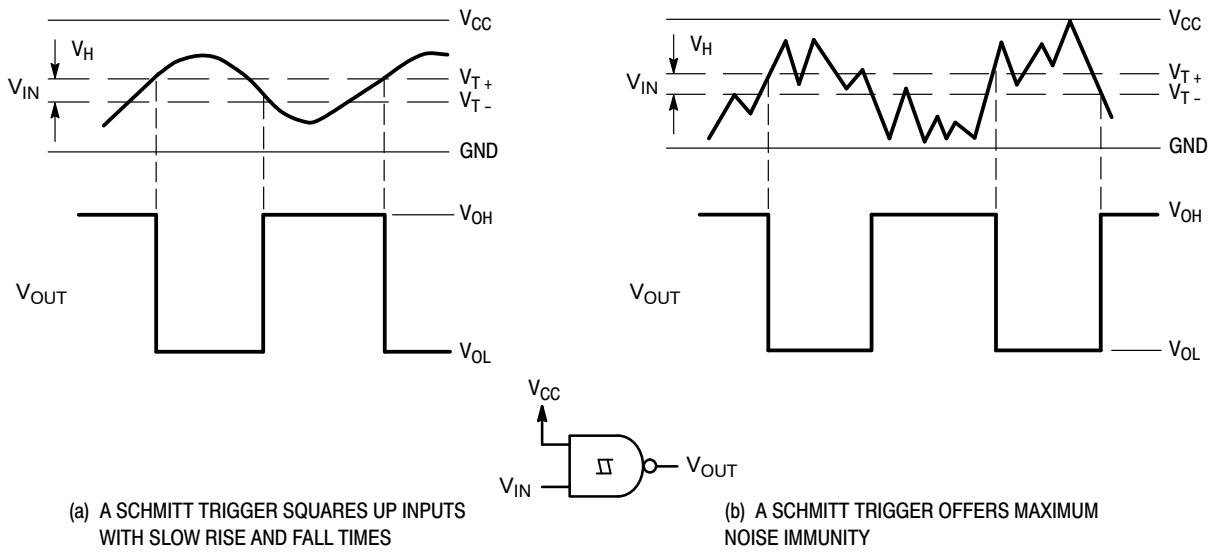 V_CC
V_H
V_IN
V_T+
V_T-
GND
V_OH
V_OUT
V_OL
V_CC
V_H
V_IN
V_T+
V_T-
GND
V_OH
V_OUT
V_OL
V_CC
V_IN
V_OUT
(a) A SCHMITT TRIGGER SQUARES UP INPUTS
WITH SLOW RISE AND FALL TIMES
(b) A SCHMITT TRIGGER OFFERS MAXIMUM
NOISE IMMUNITY